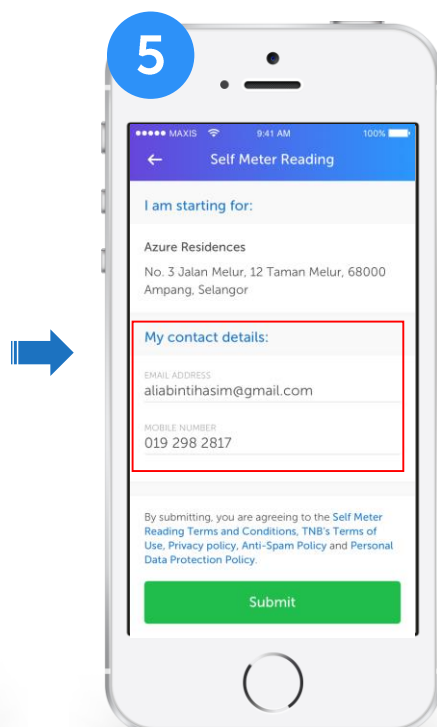 5
MAXIS 9:41 AM 100%
Self Meter Reading
I am starting for:
Azure Residences
No. 3 Jalan Melur, 12 Taman Melur, 68000
Ampang, Selangor
My contact details:
EMAIL ADDRESS
aliabintihasim@gmail.com
MOBILE NUMBER
019 298 2817
By submitting, you are agreeing to the Self Meter
Reading Terms and Conditions, TNB's Terms of
Use, Privacy policy, Anti-Spam Policy and Personal
Data Protection Policy.
Submit